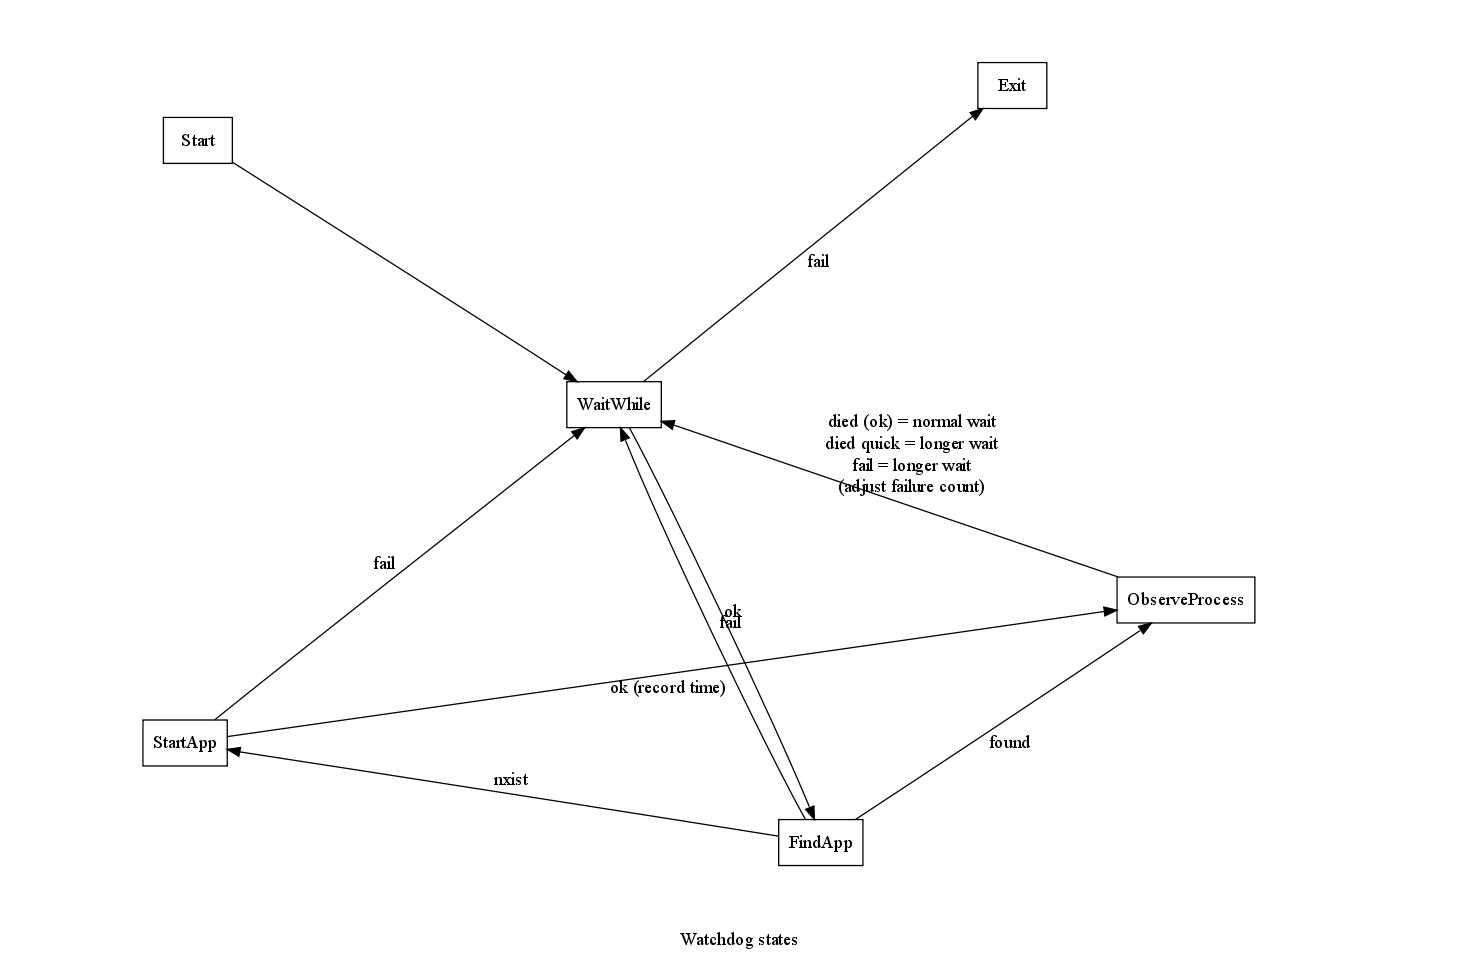 Exit
Start
fail
WaitWhile
died (ok) = normal wait
died quick = longer wait
fail = longer wait
(adjust failure count)
fail
ObserveProcess
ok
fail
ok (record time)
StartApp
found
nxist
FindApp
Watchdog states